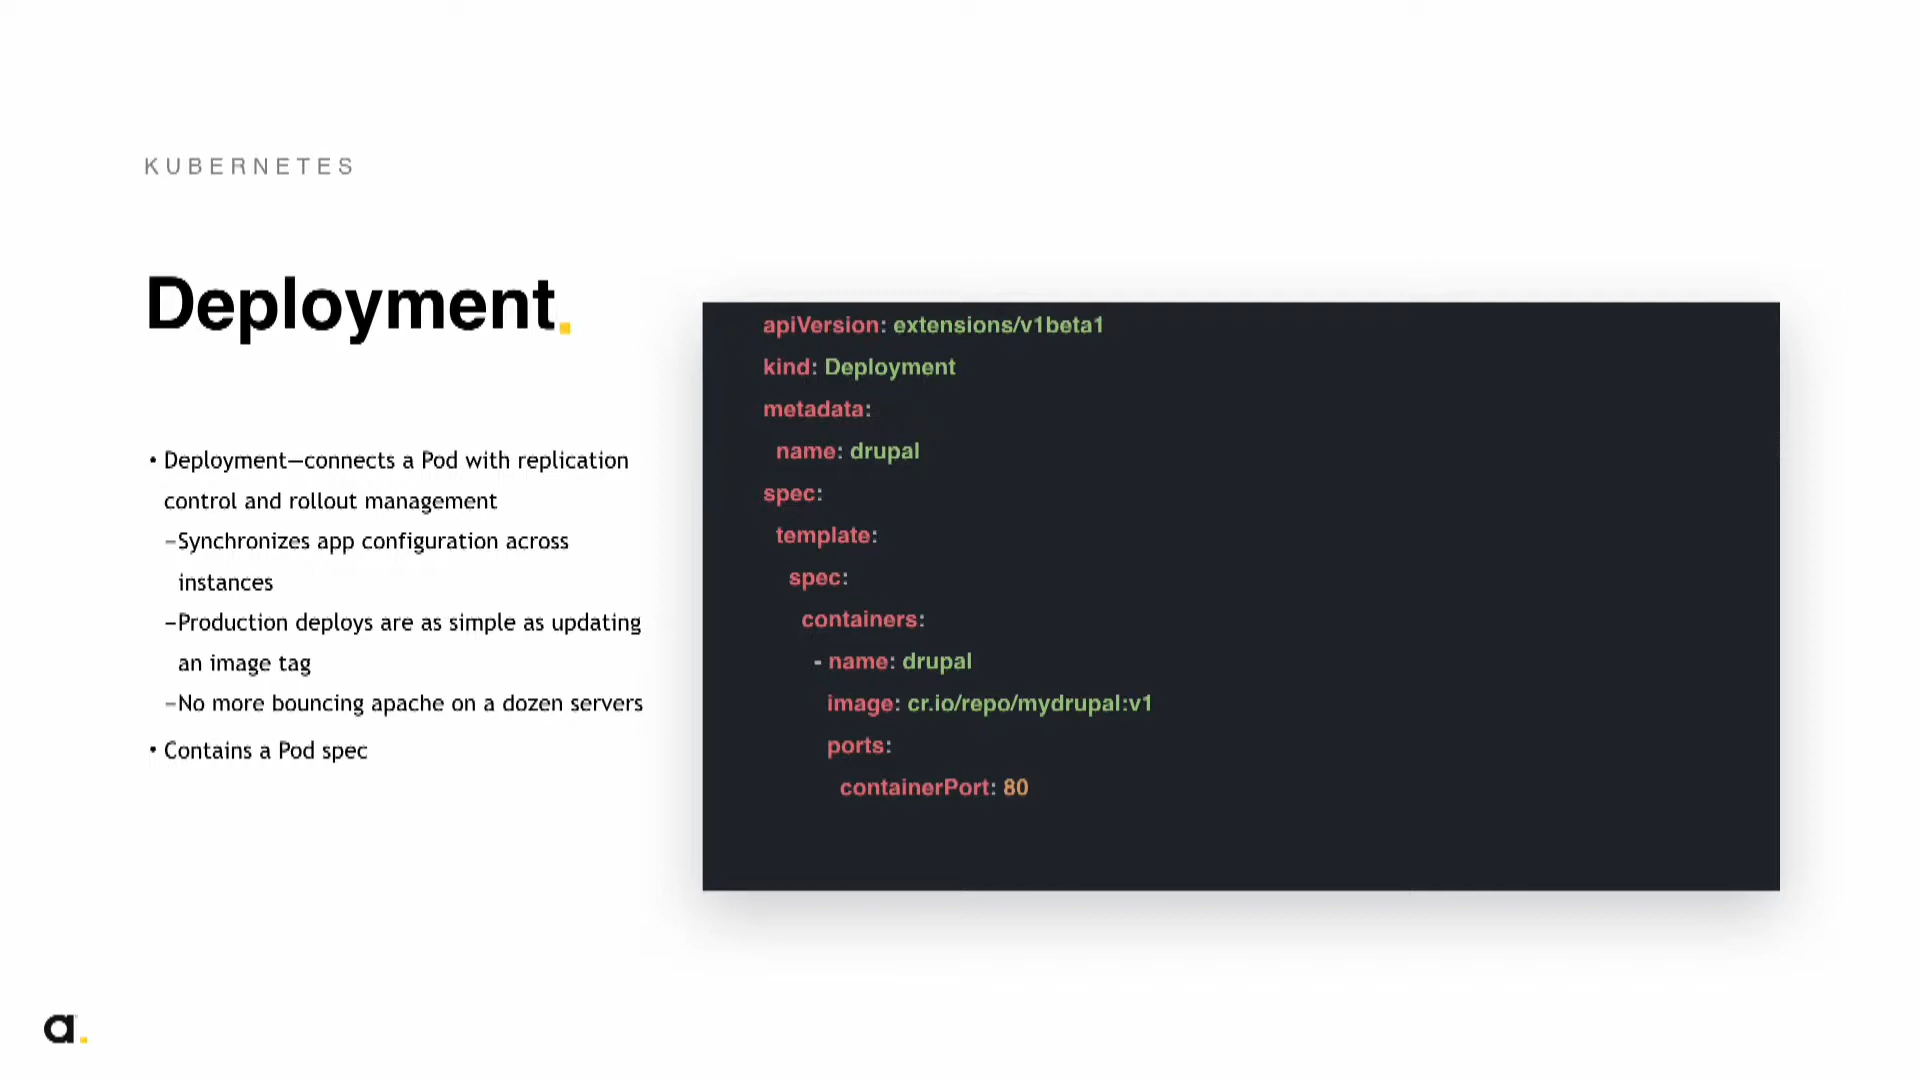 KUBERNETES
Deployment.
• Deployment—connects a Pod with replication
control and rollout management
–Synchronizes app configuration across
instances
–Production deploys are as simple as updating
an image tag
–No more bouncing apache on a dozen servers
• Contains a Pod spec
apiVersion: extensions/v1beta1
kind: Deployment
metadata:
  name: drupal
spec:
  template:
    spec:
      containers:
        - name: drupal
          image: cr.io/repo/mydrupal:v1
          ports:
            containerPort: 80
a.